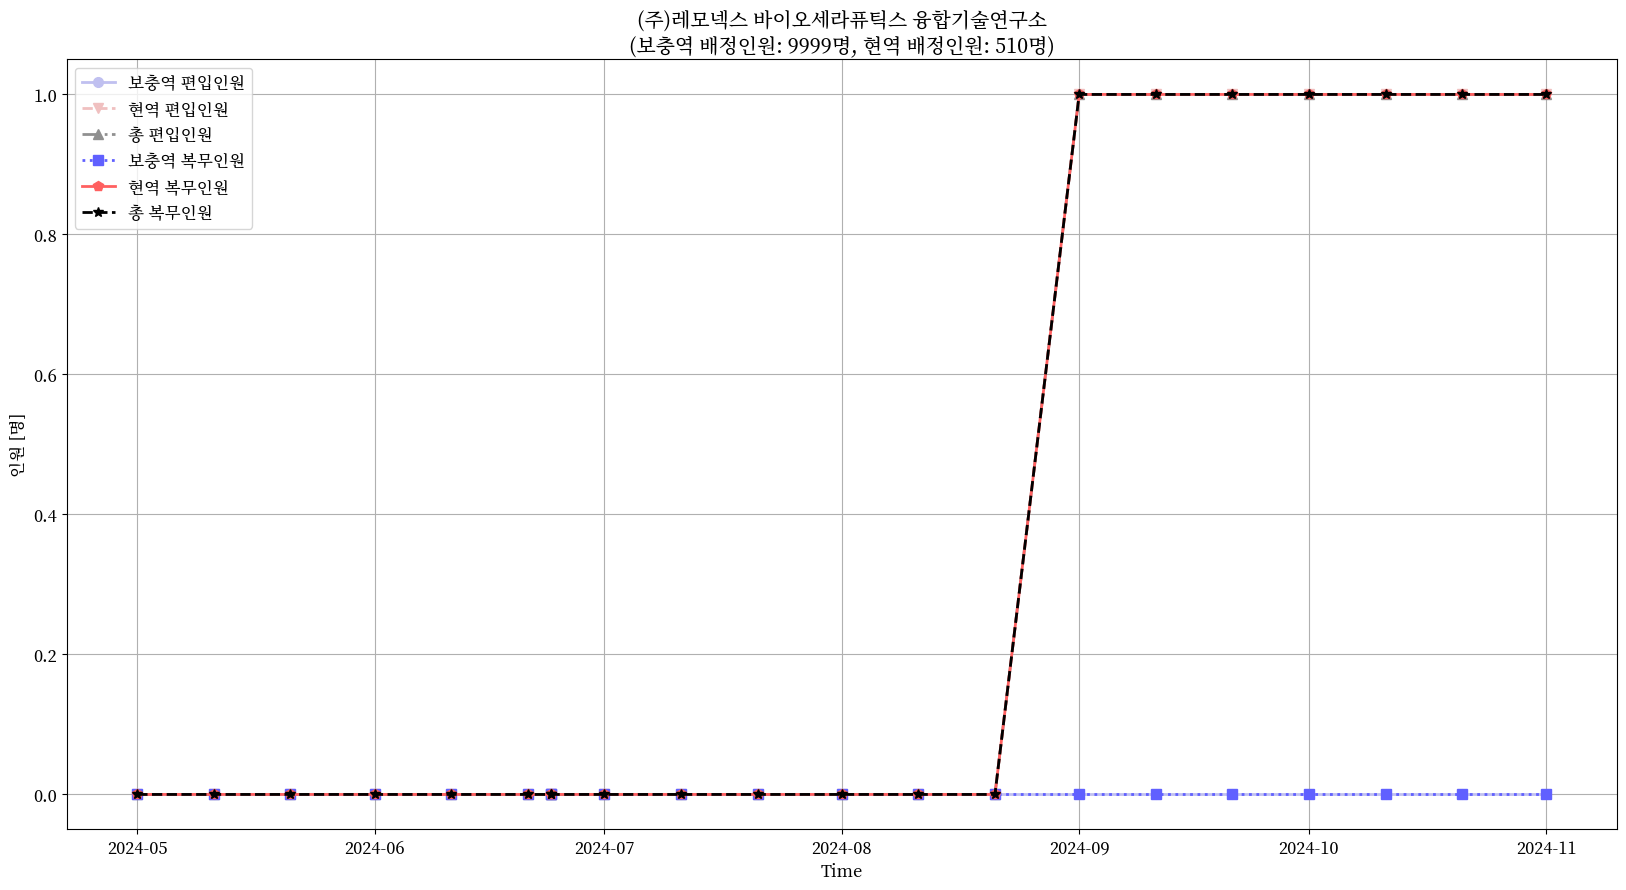 (주)레모넥스 바이오세라퓨틱스 융합기술연구소
(보충역 배정인원: 9999명, 현역 배정인원: 510명)
보충역 편입인원
현역 편입인원
총 편입인원
보충역 복무인원
현역 복무인원
총 복무인원
1.0
0.8
0.6
0.4
0.2
0.0
인원 [명]
2024-05
2024-06
2024-07
2024-08
2024-09
2024-10
2024-11
Time